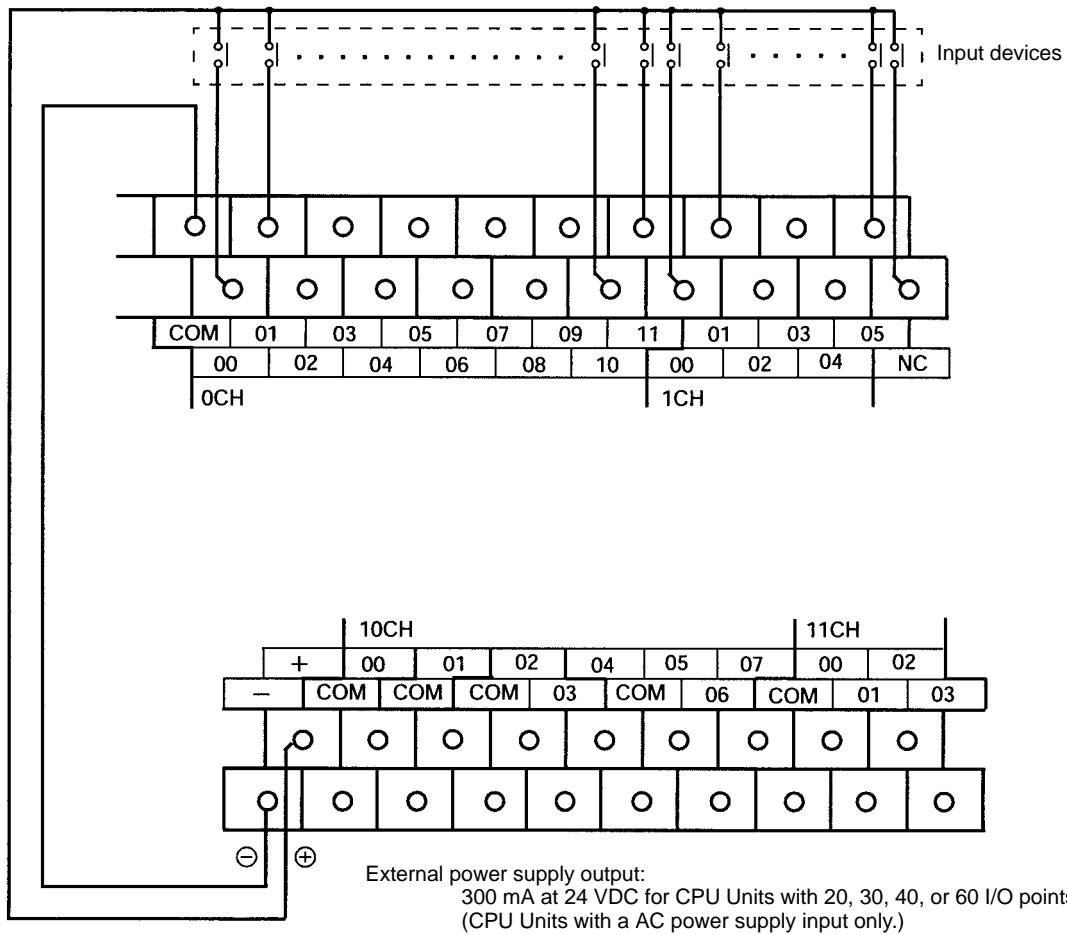 Input devices
COM 01 03 05 07 09 11 01 03 05
00 02 04 06 08 10 00 02 04 NC
0CH 1CH
10CH 11CH
+ 00 01 02 04 05 07 00 02
− COM COM COM 03 COM 06 COM 01 03
⊖ ⊕
External power supply output:
300 mA at 24 VDC for CPU Units with 20, 30, 40, or 60 I/O points
(CPU Units with a AC power supply input only.)